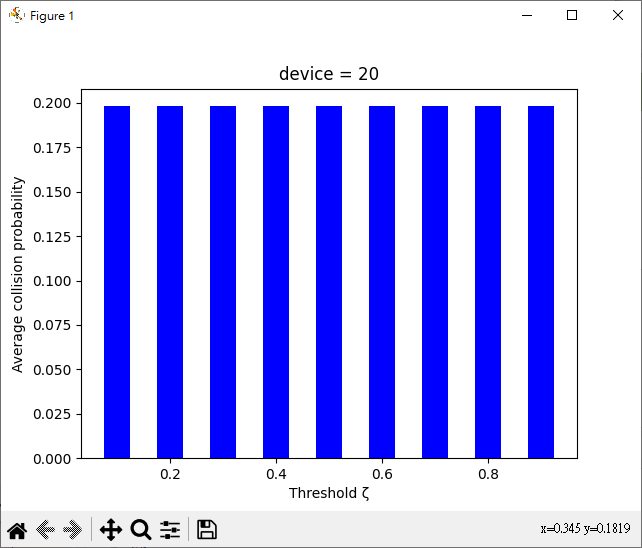 Figure 1
device = 20
0.200
0.175
0.150
0.125
0.100
0.075
0.050
0.025
0.000
Average collision probability
0.2 0.4 0.6 0.8
Threshold ζ
x=0.345 y=0.1819